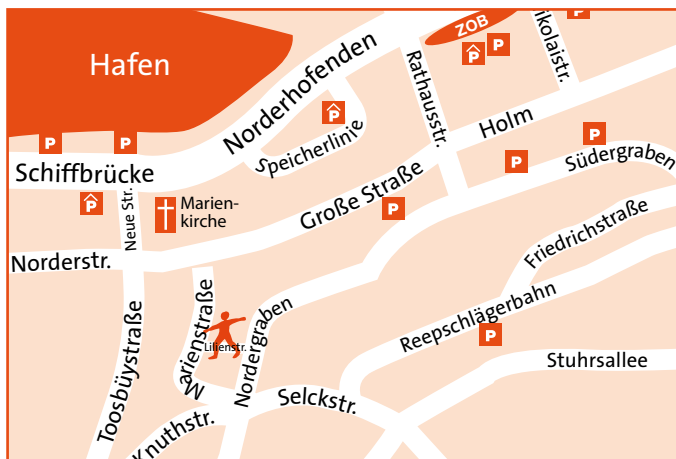 ZOB
ikolaistr.
Hafen
Norderhofenden
Rathausstr.
P
P
P
P
Holm
Speicherlinie
P
P
P
P
Südergraben
Schiffbrücke
Große Straße
P
Neue Str.
Marien-
kirche
P
Friedrichstraße
Norderstr.
Marienstraße
Nordergraben
Reepschlägerbahn
P
Lilienstr.
Toosbüystraße
Stuhrsallee
Selckstr.
Knuthstr.